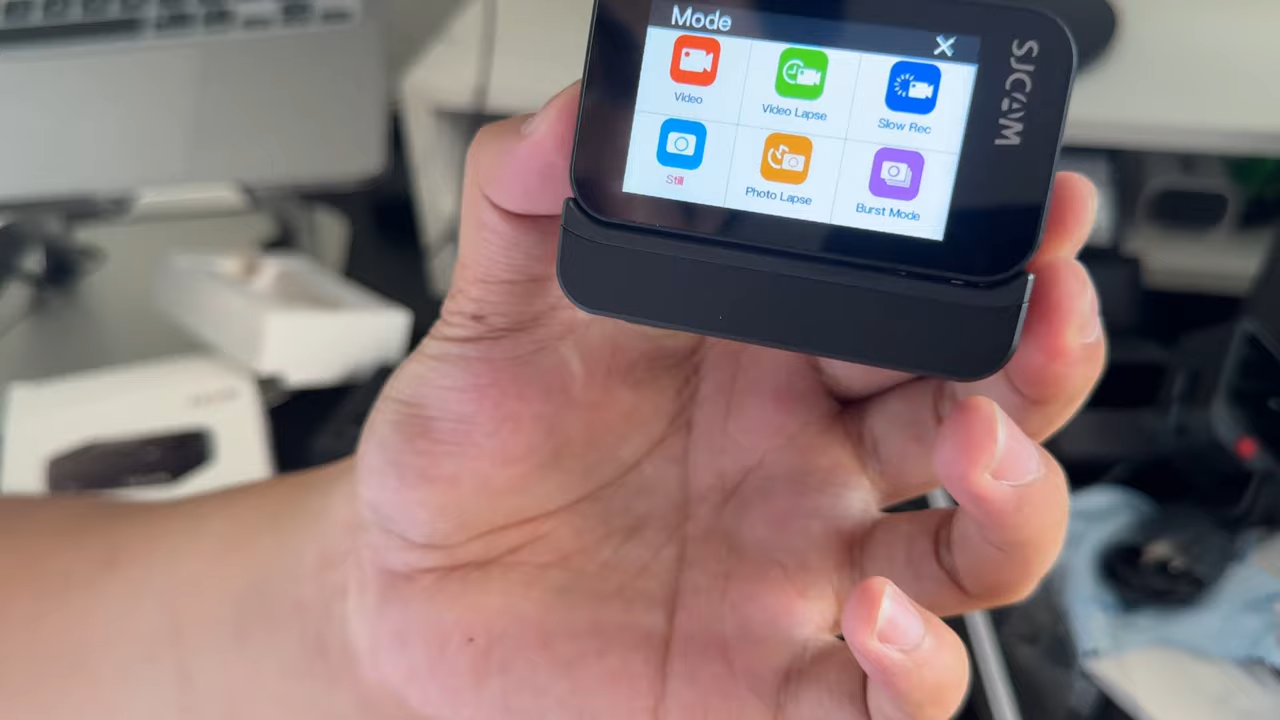 Mode
Video
Video Lapse
Slow Rec
Still
Photo Lapse
Burst Mode
SJCAM